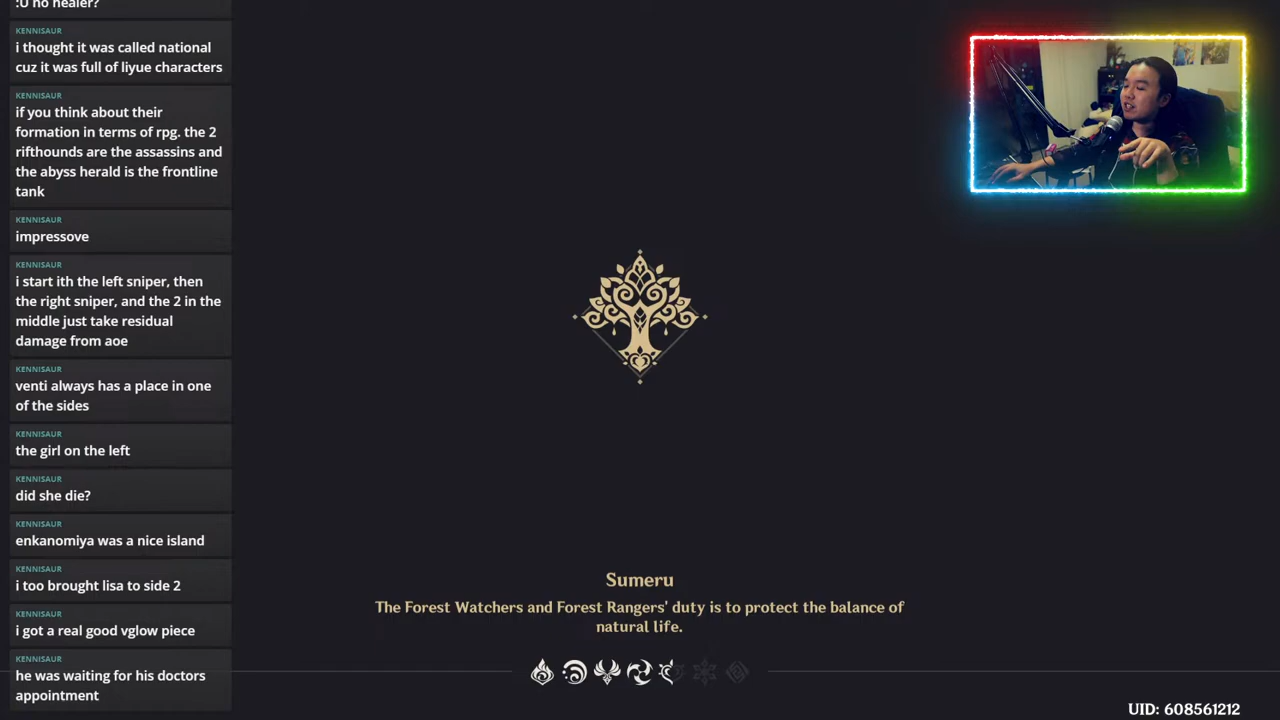 :U no healer?
KENNISAUR
i thought it was called national
cuz it was full of liyue characters
KENNISAUR
if you think about their
formation in terms of rpg. the 2
rifthounds are the assassins and
the abyss herald is the frontline
tank
KENNISAUR
impressove
KENNISAUR
i start ith the left sniper, then
the right sniper, and the 2 in the
middle just take residual
damage from aoe
KENNISAUR
venti always has a place in one
of the sides
KENNISAUR
the girl on the left
KENNISAUR
did she die?
KENNISAUR
enkanomiya was a nice island
KENNISAUR
i too brought lisa to side 2
KENNISAUR
i got a real good vglow piece
KENNISAUR
he was waiting for his doctors
appointment
Sumeru
The Forest Watchers and Forest Rangers' duty is to protect the balance of
natural life.
UID: 608561212